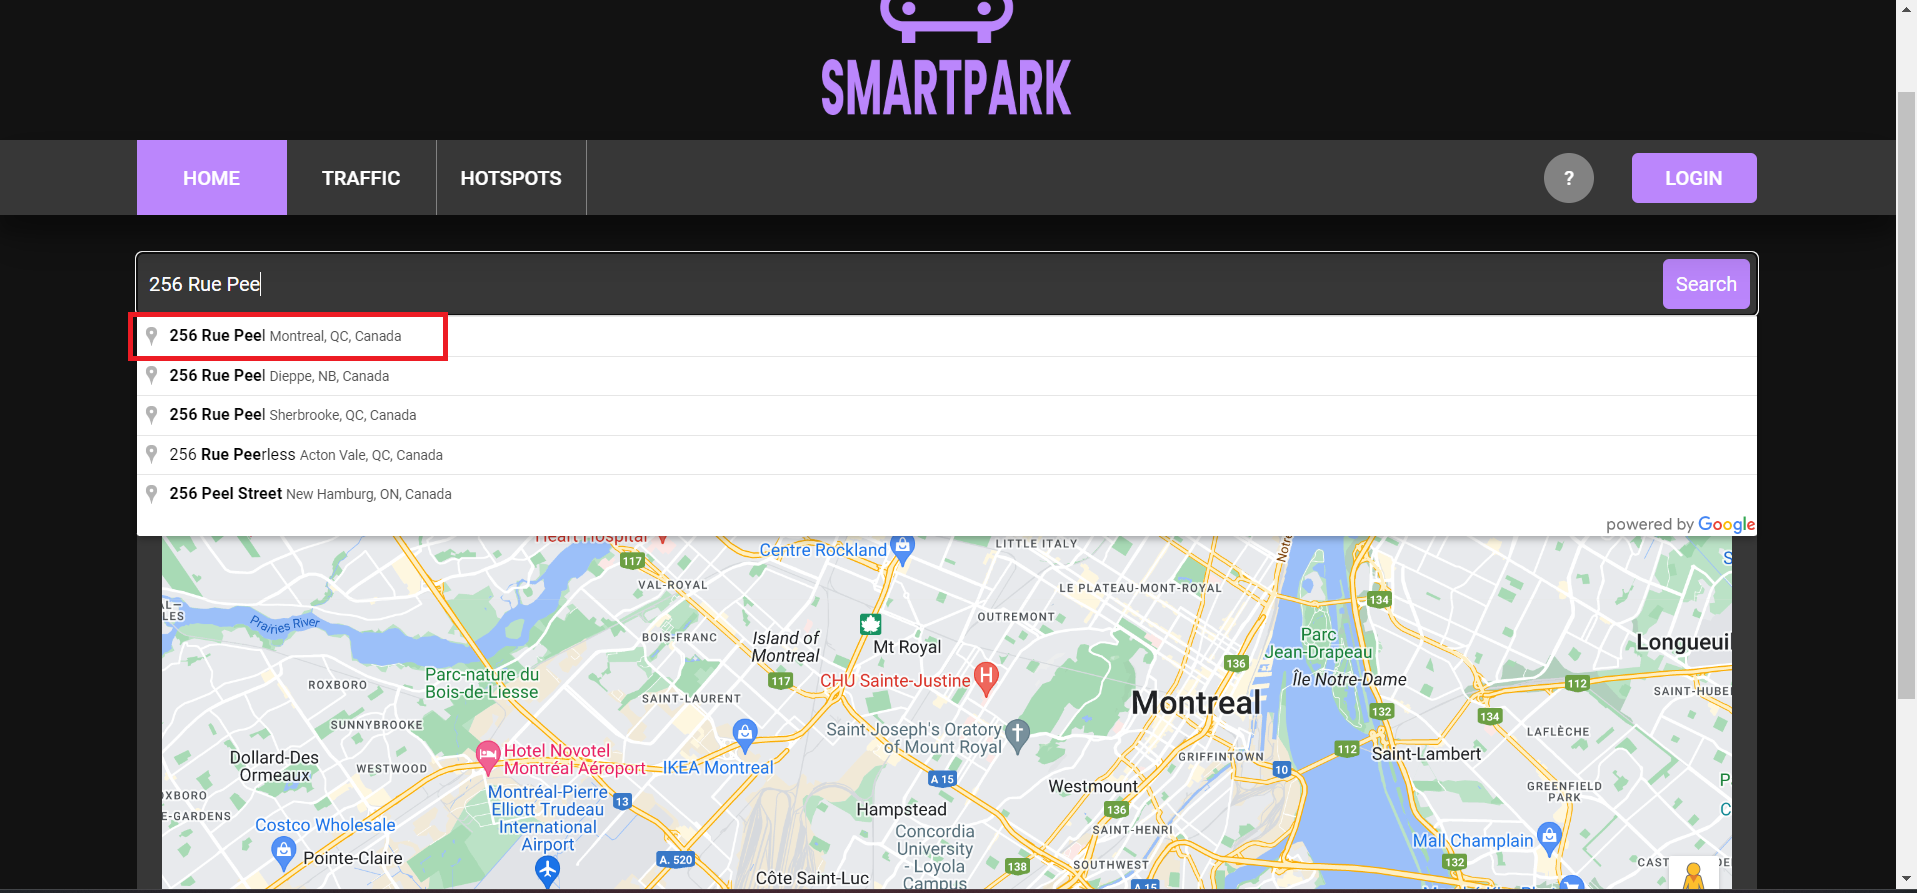 SMARTPARK
HOME
TRAFFIC
HOTSPOTS
?
LOGIN
256 Rue Pee
Search
256 Rue Peel Montreal, QC, Canada
256 Rue Peel Dieppe, NB, Canada
256 Rue Peel Sherbrooke, QC, Canada
256 Rue Peerless Acton Vale, QC, Canada
256 Peel Street New Hamburg, ON, Canada
powered by Google
Heart Hospital
117
Centre Rockland
LITTLE ITALY
Notre
VAL-ROYAL
LE PLATEAU-MONT-ROYAL
134
Prairies River
OUTREMONT
BOIS-FRANC
Island of
Montreal
Mt Royal
Parc
Jean-Drapeau
Longueuil
136
Parc-nature du
Bois-de-Liesse
117
CHU Sainte-Justine
H
Île Notre-Dame
112
ROXBORO
SAINT-LAURENT
Montreal
SAINT-HUBE
132
134
SUNNYBROOKE
Saint Joseph's Oratory
of Mount Royal
LAFLÈCHE
Dollard-Des
Ormeaux
WESTWOOD
Hotel Novotel
Montréal Aéroport
IKEA Montreal
GRIFFINTOWN
112
Saint-Lambert
10
A 15
Westmount
GREENFIELD
PARK
Montréal-Pierre
Elliott Trudeau
International
Airport
13
Hampstead
136
Costco Wholesale
Pointe-Claire
Concordia
University
- Loyola
Campus
SAINT-HENRI
Mall Champlain
A. 520
138
SOUTHWEST
132
Côte Saint-Luc
A 15